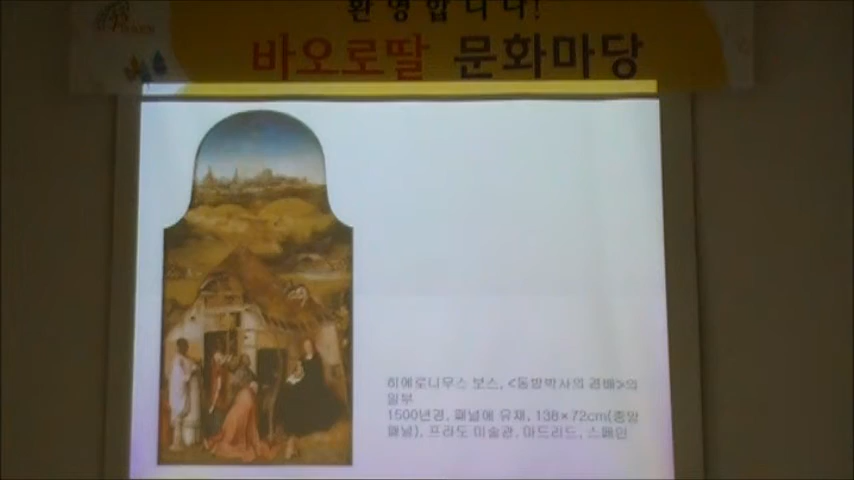 환영합니다!
바오로딸 문화마당
히에로니무스 보스, <동방박사의 경배>의
일부
1500년경, 패널에 유채, 138×72cm(중앙
패널), 프라도 미술관, 마드리드, 스페인